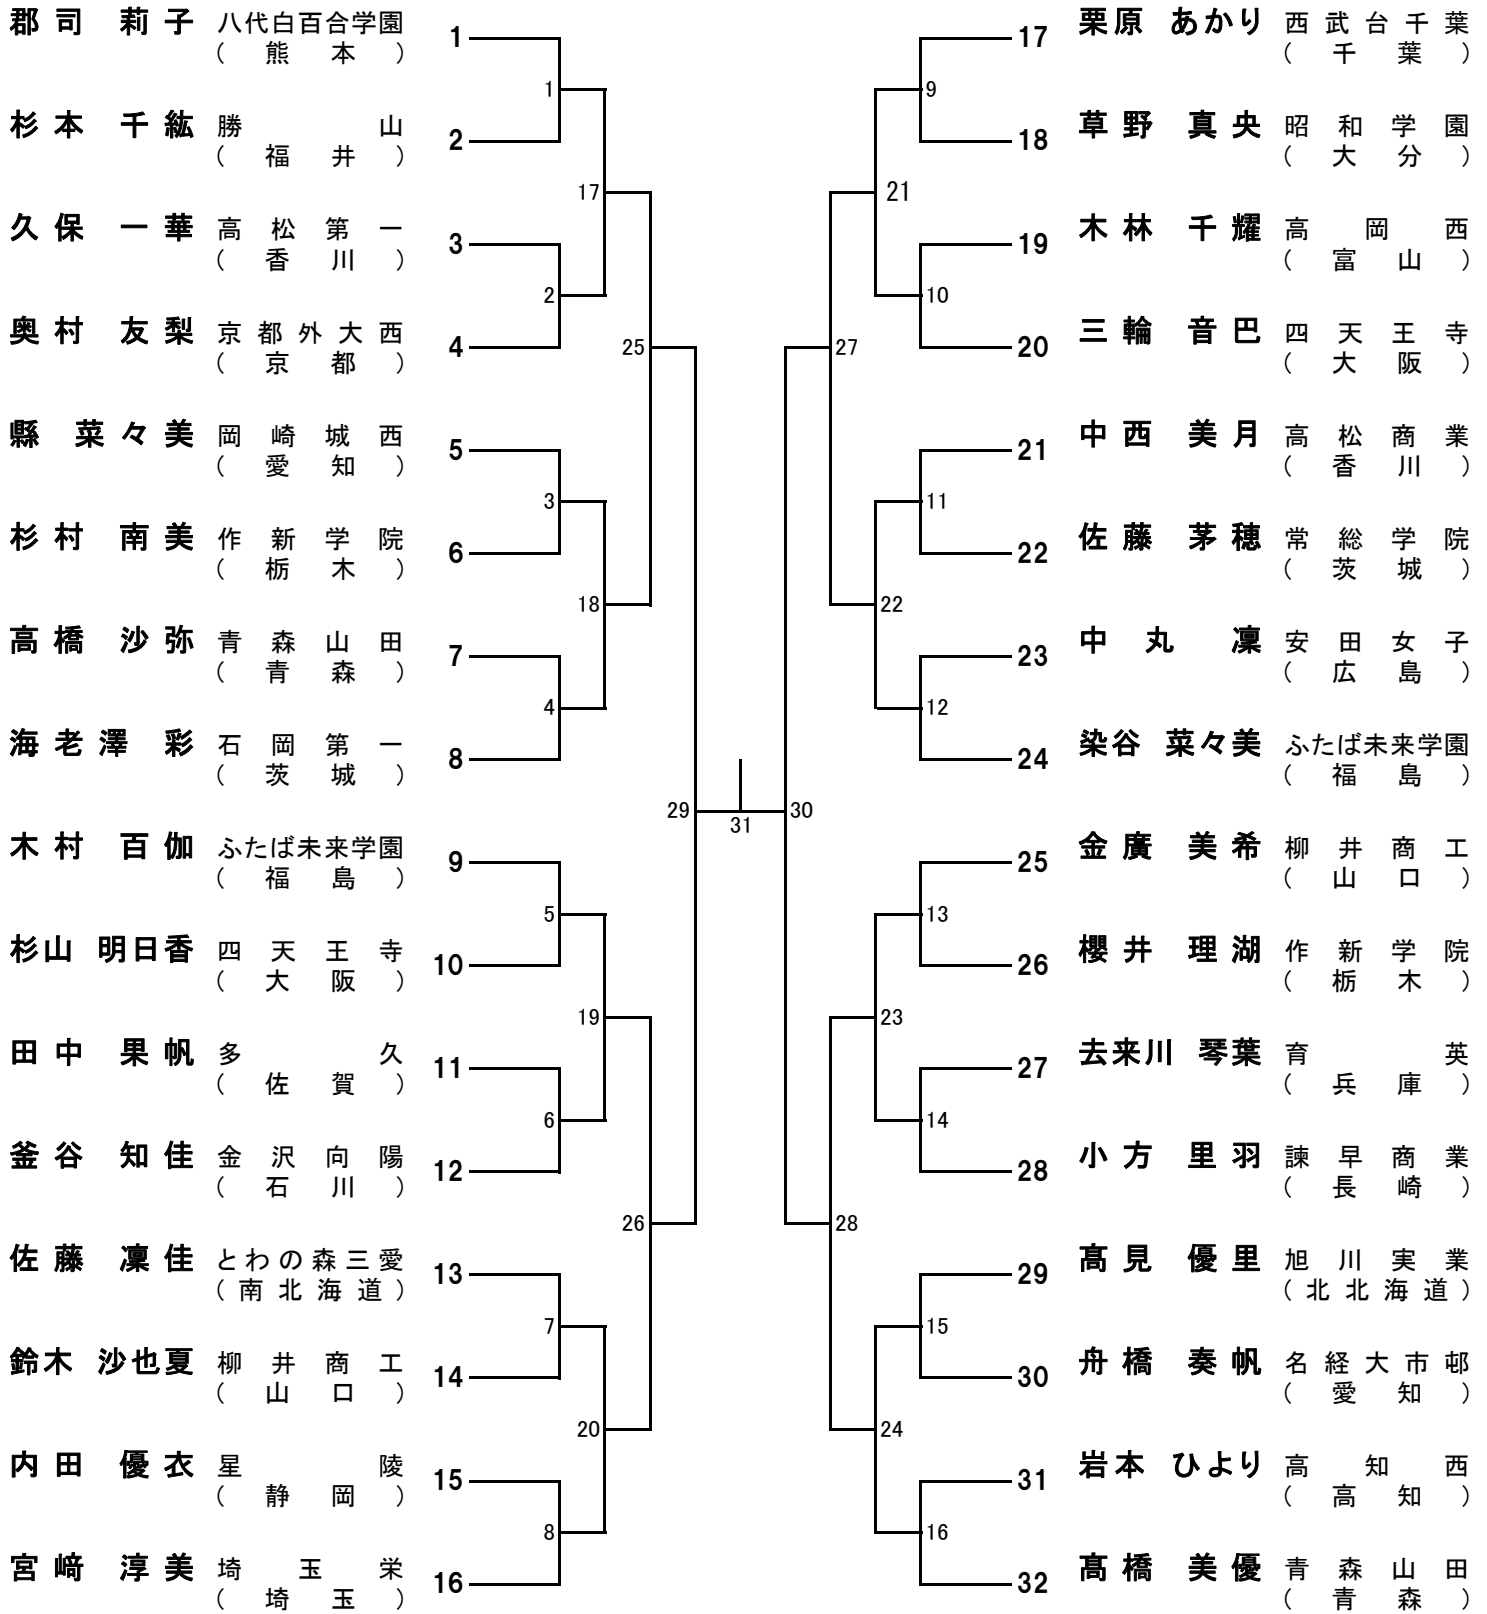 郡司 莉子 八代白百合学園 1
(熊本)
杉本 千紘 勝山 2
(福井)
久保 一華 高松第一 3
(香川)
奥村 友梨 京都外大西 4
(京都)
縣 菜々美 岡崎城西 5
(愛知)
杉村 南美 作新学院 6
(栃木)
高橋 沙弥 青森山田 7
(青森)
海老澤 彩 石岡第一 8
(茨城)
木村 百伽 ふたば未来学園 9
(福島)
杉山 明日香 四天王寺 10
(大阪)
田中 果帆 多久 11
(佐賀)
釜谷 知佳 金沢向陽 12
(石川)
佐藤 凜佳 とわの森三愛 13
(南北海道)
鈴木 沙也夏 柳井商工 14
(山口)
内田 優衣 星陵 15
(静岡)
宮﨑 淳美 埼玉栄 16
(埼玉)
1
2
3
4
5
6
7
8
17
18
19
20
25
26
29
31
30
27
28
21
22
23
24
9
10
11
12
13
14
15
16
17 栗原 あかり 西武台千葉
(千葉)
18 草野 真央 昭和学園
(大分)
19 木林 千耀 高岡西
(富山)
20 三輪 音巴 四天王寺
(大阪)
21 中西 美月 高松商業
(香川)
22 佐藤 茅穂 常総学院
(茨城)
23 中丸 凜 安田女子
(広島)
24 染谷 菜々美 ふたば未来学園
(福島)
25 金廣 美希 柳井商工
(山口)
26 櫻井 理湖 作新学院
(栃木)
27 去来川 琴葉 育英
(兵庫)
28 小方 里羽 諫早商業
(長崎)
29 髙見 優里 旭川実業
(北北海道)
30 舟橋 奏帆 名経大市邨
(愛知)
31 岩本 ひより 高知西
(高知)
32 髙橋 美優 青森山田
(青森)